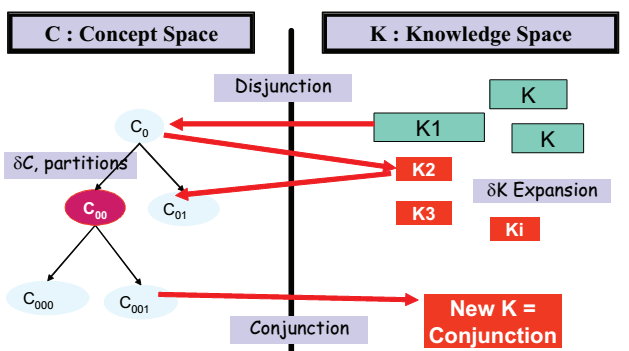 C : Concept Space
K : Knowledge Space
Disjunction
K
K1
K
C₀
δC, partitions
K2
δK Expansion
C₀₀
C₀₁
K3
Ki
C₀₀₀
C₀₀₁
New K =
Conjunction
Conjunction